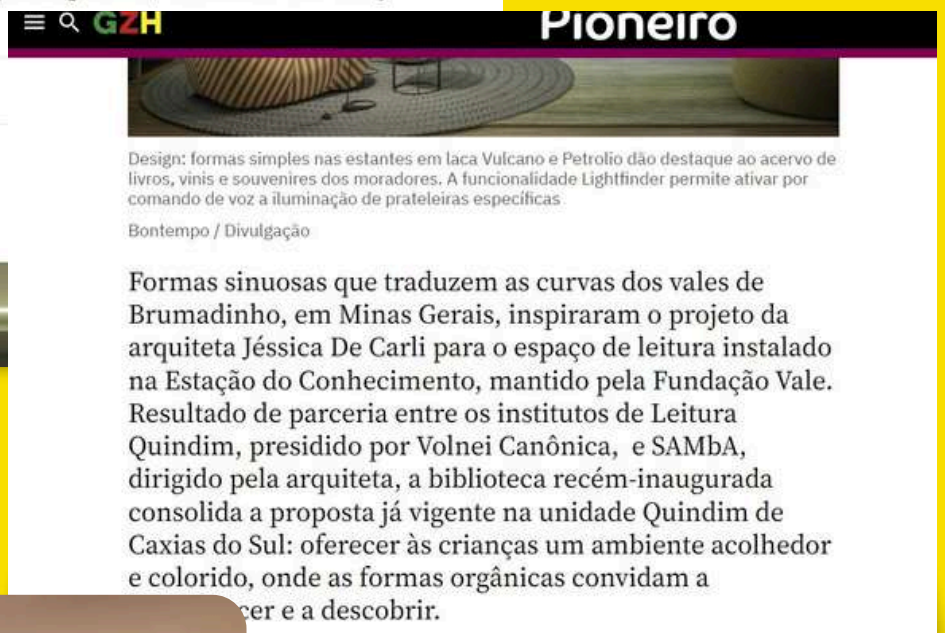 GZH
Pioneiro
Design: formas simples nas estantes em laca Vulcano e Petrolio dão destaque ao acervo de
livros, vinis e souvenires dos moradores. A funcionalidade Lightfinder permite ativar por
comando de voz a iluminação de prateleiras específicas
Bontempo / Divulgação
Formas sinuosas que traduzem as curvas dos vales de
Brumadinho, em Minas Gerais, inspiraram o projeto da
arquiteta Jéssica De Carli para o espaço de leitura instalado
na Estação do Conhecimento, mantido pela Fundação Vale.
Resultado de parceria entre os institutos de Leitura
Quindim, presidido por Volnei Canônica, e SAMbA,
dirigido pela arquiteta, a biblioteca recém-inaugurada
consolida a proposta já vigente na unidade Quindim de
Caxias do Sul: oferecer às crianças um ambiente acolhedor
e colorido, onde as formas orgânicas convidam a
e a descobrir.